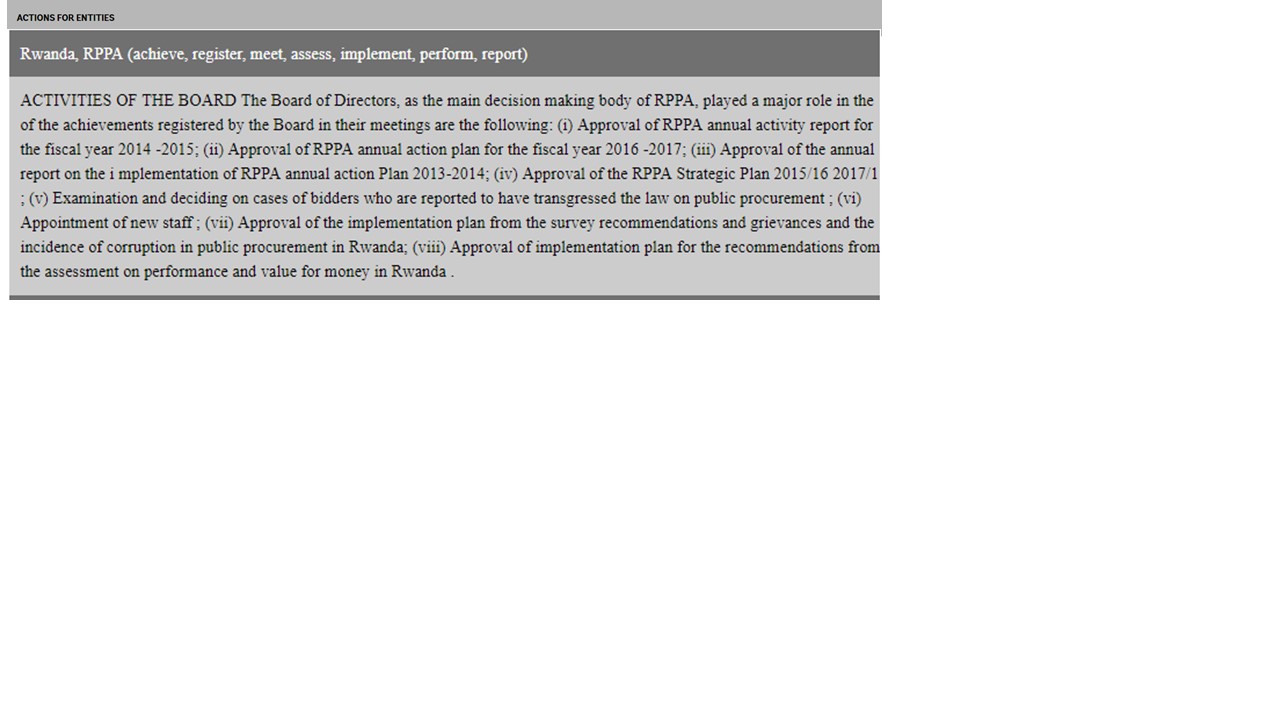 ACTIONS FOR ENTITIES
Rwanda, RPPA (achieve, register, meet, assess, implement, perform, report)
ACTIVITIES OF THE BOARD The Board of Directors, as the main decision making body of RPPA, played a major role in the
of the achievements registered by the Board in their meetings are the following: (i) Approval of RPPA annual activity report for
the fiscal year 2014 -2015; (ii) Approval of RPPA annual action plan for the fiscal year 2016 -2017; (iii) Approval of the annual
report on the i mplementation of RPPA annual action Plan 2013-2014; (iv) Approval of the RPPA Strategic Plan 2015/16 2017/1
; (v) Examination and deciding on cases of bidders who are reported to have transgressed the law on public procurement ; (vi)
Appointment of new staff ; (vii) Approval of the implementation plan from the survey recommendations and grievances and the
incidence of corruption in public procurement in Rwanda; (viii) Approval of implementation plan for the recommendations from
the assessment on performance and value for money in Rwanda .